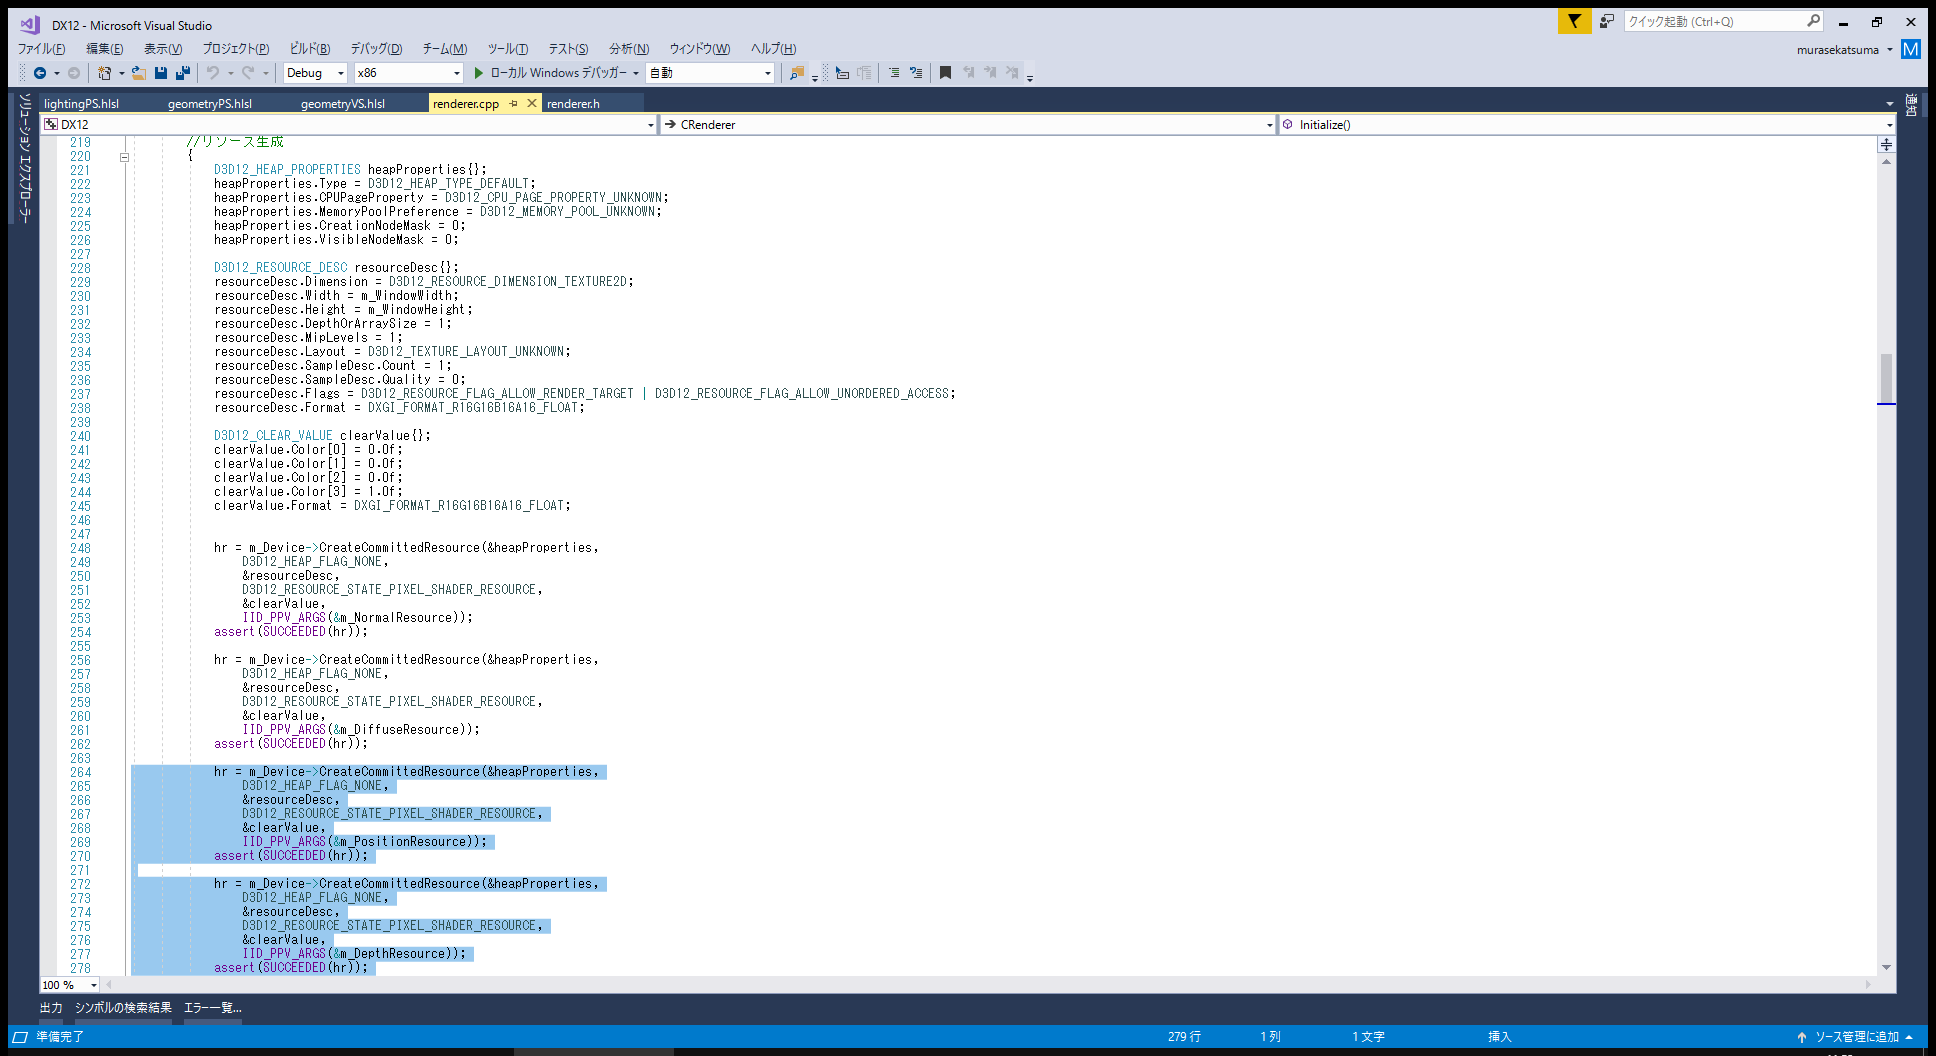 DX12 - Microsoft Visual Studio
クイック起動 (Ctrl+Q)
ファイル(F) 編集(E) 表示(V) プロジェクト(P) ビルド(B) デバッグ(D) チーム(M) ツール(T) テスト(S) 分析(N) ウィンドウ(W) ヘルプ(H)
murasekatsuma M
Debug x86 ローカル Windows デバッガー 自動
ソリューション エクスプローラー
通知
lightingPS.hlsl geometryPS.hlsl geometryVS.hlsl renderer.cpp renderer.h
DX12 CRenderer Initialize()
219 //リソース生成
220 {
221 D3D12_HEAP_PROPERTIES heapProperties{};
222 heapProperties.Type = D3D12_HEAP_TYPE_DEFAULT;
223 heapProperties.CPUPageProperty = D3D12_CPU_PAGE_PROPERTY_UNKNOWN;
224 heapProperties.MemoryPoolPreference = D3D12_MEMORY_POOL_UNKNOWN;
225 heapProperties.CreationNodeMask = 0;
226 heapProperties.VisibleNodeMask = 0;
227
228 D3D12_RESOURCE_DESC resourceDesc{};
229 resourceDesc.Dimension = D3D12_RESOURCE_DIMENSION_TEXTURE2D;
230 resourceDesc.Width = m_WindowWidth;
231 resourceDesc.Height = m_WindowHeight;
232 resourceDesc.DepthOrArraySize = 1;
233 resourceDesc.MipLevels = 1;
234 resourceDesc.Layout = D3D12_TEXTURE_LAYOUT_UNKNOWN;
235 resourceDesc.SampleDesc.Count = 1;
236 resourceDesc.SampleDesc.Quality = 0;
237 resourceDesc.Flags = D3D12_RESOURCE_FLAG_ALLOW_RENDER_TARGET | D3D12_RESOURCE_FLAG_ALLOW_UNORDERED_ACCESS;
238 resourceDesc.Format = DXGI_FORMAT_R16G16B16A16_FLOAT;
239
240 D3D12_CLEAR_VALUE clearValue{};
241 clearValue.Color[0] = 0.0f;
242 clearValue.Color[1] = 0.0f;
243 clearValue.Color[2] = 0.0f;
244 clearValue.Color[3] = 1.0f;
245 clearValue.Format = DXGI_FORMAT_R16G16B16A16_FLOAT;
246
247
248 hr = m_Device->CreateCommittedResource(&heapProperties,
249 D3D12_HEAP_FLAG_NONE,
250 &resourceDesc,
251 D3D12_RESOURCE_STATE_PIXEL_SHADER_RESOURCE,
252 &clearValue,
253 IID_PPV_ARGS(&m_NormalResource));
254 assert(SUCCEEDED(hr));
255
256 hr = m_Device->CreateCommittedResource(&heapProperties,
257 D3D12_HEAP_FLAG_NONE,
258 &resourceDesc,
259 D3D12_RESOURCE_STATE_PIXEL_SHADER_RESOURCE,
260 &clearValue,
261 IID_PPV_ARGS(&m_DiffuseResource));
262 assert(SUCCEEDED(hr));
263
264 hr = m_Device->CreateCommittedResource(&heapProperties,
265 D3D12_HEAP_FLAG_NONE,
266 &resourceDesc,
267 D3D12_RESOURCE_STATE_PIXEL_SHADER_RESOURCE,
268 &clearValue,
269 IID_PPV_ARGS(&m_PositionResource));
270 assert(SUCCEEDED(hr));
271
272 hr = m_Device->CreateCommittedResource(&heapProperties,
273 D3D12_HEAP_FLAG_NONE,
274 &resourceDesc,
275 D3D12_RESOURCE_STATE_PIXEL_SHADER_RESOURCE,
276 &clearValue,
277 IID_PPV_ARGS(&m_DepthResource));
278 assert(SUCCEEDED(hr));
100 %
出力 シンボルの検索結果 エラー一覧...
準備完了 279 行 1 列 1 文字 挿入 ソース管理に追加